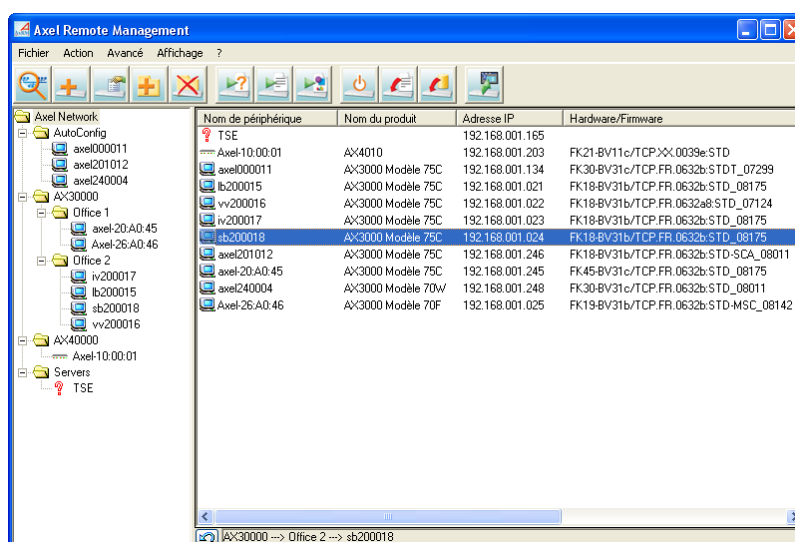 Axel Remote Management
Fichier Action Avancé Affichage ?
Axel Network
AutoConfig
axel000011
axel201012
axel240004
AX30000
Office 1
axel-20:A0:45
Axel-26:A0:46
Office 2
iv200017
lb200015
sb200018
vv200016
AX40000
Axel-10:00:01
Servers
TSE
Nom de périphérique Nom du produit Adresse IP Hardware/Firmware
TSE 192.168.001.165
Axel-10:00:01 AX4010 192.168.001.203 FK21-BV11c/TCP.XX.0039e:STD
axel000011 AX3000 Modèle 75C 192.168.001.134 FK30-BV31c/TCP.FR.0632b:STDT_07299
lb200015 AX3000 Modèle 75C 192.168.001.021 FK18-BV31b/TCP.FR.0632b:STD_08175
vv200016 AX3000 Modèle 75C 192.168.001.022 FK18-BV31b/TCP.FR.0632a8:STD_07124
iv200017 AX3000 Modèle 75C 192.168.001.023 FK18-BV31b/TCP.FR.0632b:STD_08175
sb200018 AX3000 Modèle 75C 192.168.001.024 FK18-BV31b/TCP.FR.0632b:STD_08175
axel201012 AX3000 Modèle 75C 192.168.001.246 FK18-BV31b/TCP.FR.0632b:STD-SCA_08011
axel-20:A0:45 AX3000 Modèle 75C 192.168.001.245 FK45-BV31c/TCP.FR.0632b:STD_08175
axel240004 AX3000 Modèle 70W 192.168.001.248 FK30-BV31c/TCP.FR.0632b:STD_08011
Axel-26:A0:46 AX3000 Modèle 70F 192.168.001.025 FK19-BV31b/TCP.FR.0632b:STD-MSC_08142
AX30000 ---> Office 2 ---> sb200018